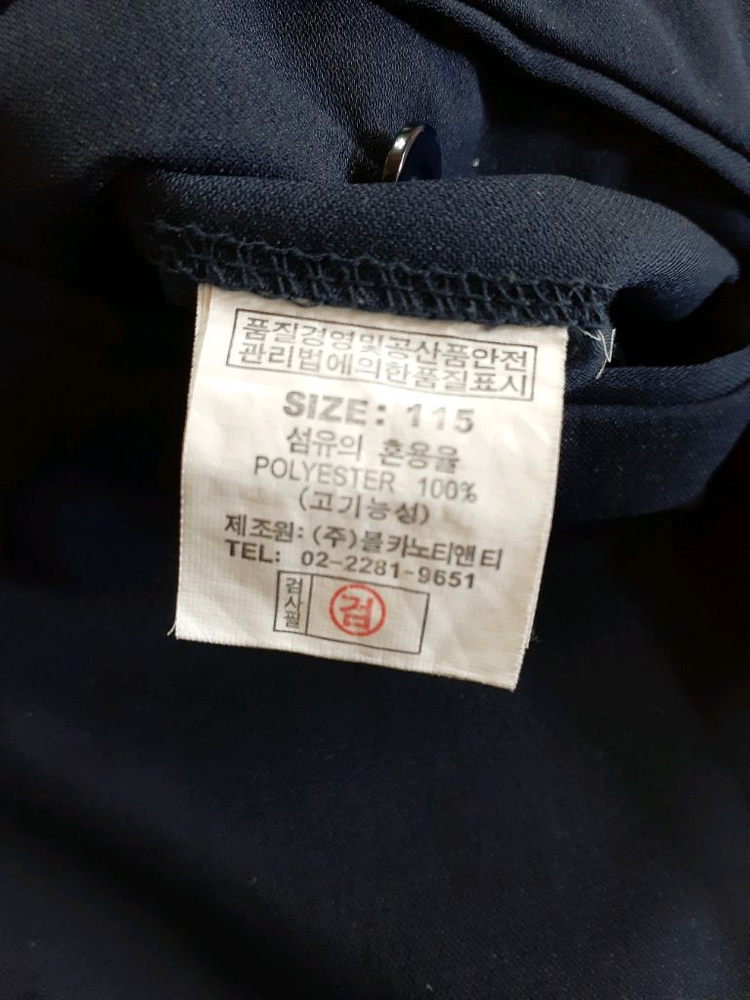 품질경영및공산품안전
관리법에의한품질표시
SIZE: 115
섬유의 혼용율
POLYESTER 100%
(고기능성)
제조원: (주)볼카노티앤티
TEL: 02-2281-9651
검사필
검